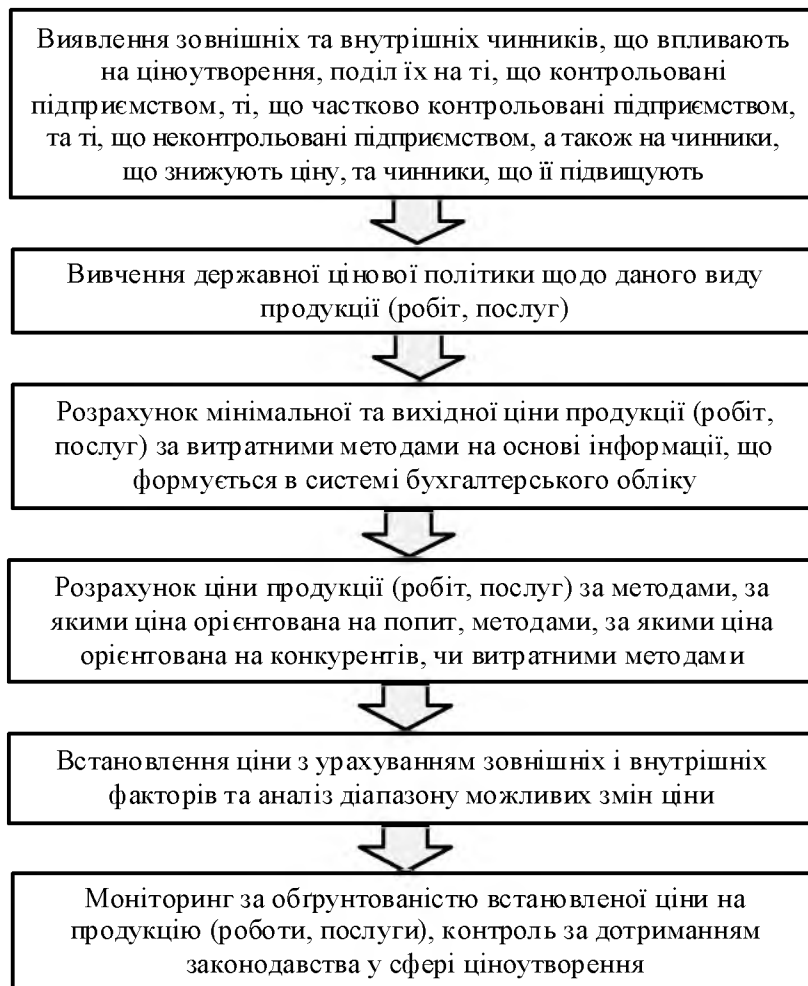 Виявлення зовнішніх та внутрішніх чинників, що впливають
на ціноутворення, поділ їх на ті, що контрольовані
підприємством, ті, що частково контрольовані підприємством,
та ті, що неконтрольовані підприємством, а також на чинники,
що знижують ціну, та чинники, що її підвищують
Вивчення державної цінової політики щодо даного виду
продукції (робіт, послуг)
Розрахунок мінімальної та вихідної ціни продукції (робіт,
послуг) за витратними методами на основі інформації, що
формується в системі бухгалтерського обліку
Розрахунок ціни продукції (робіт, послуг) за методами, за
якими ціна орієнтована на попит, методами, за якими ціна
орієнтована на конкурентів, чи витратними методами
Встановлення ціни з урахуванням зовнішніх і внутрішніх
факторів та аналіз діапазону можливих змін ціни
Моніторинг за обґрунтованістю встановленої ціни на
продукцію (роботи, послуги), контроль за дотриманням
законодавства у сфері ціноутворення